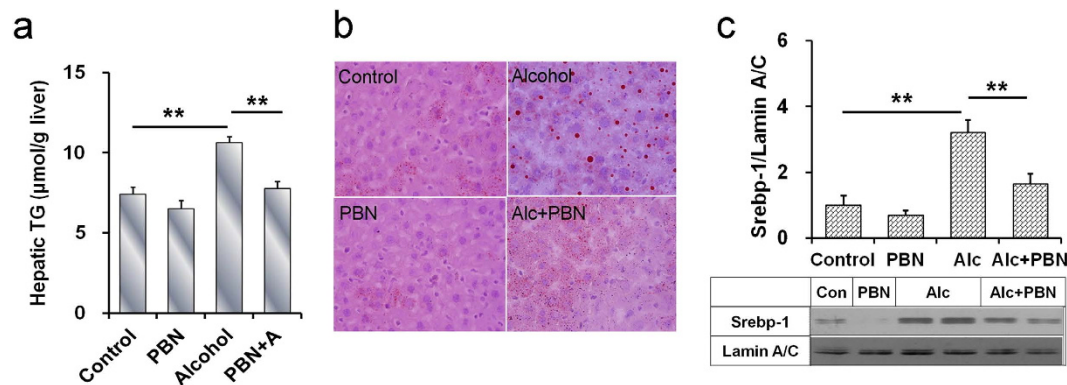 a
Hepatic TG (µmol/g liver)
15
10
5
0
**
**
Control
PBN
Alcohol
PBN+A
b
Control
Alcohol
PBN
Alc+PBN
c
Srebp-1/Lamin A/C
6
4
2
0
**
**
Control
PBN
Alc
Alc+PBN
Con PBN Alc Alc+PBN
Srebp-1
Lamin A/C